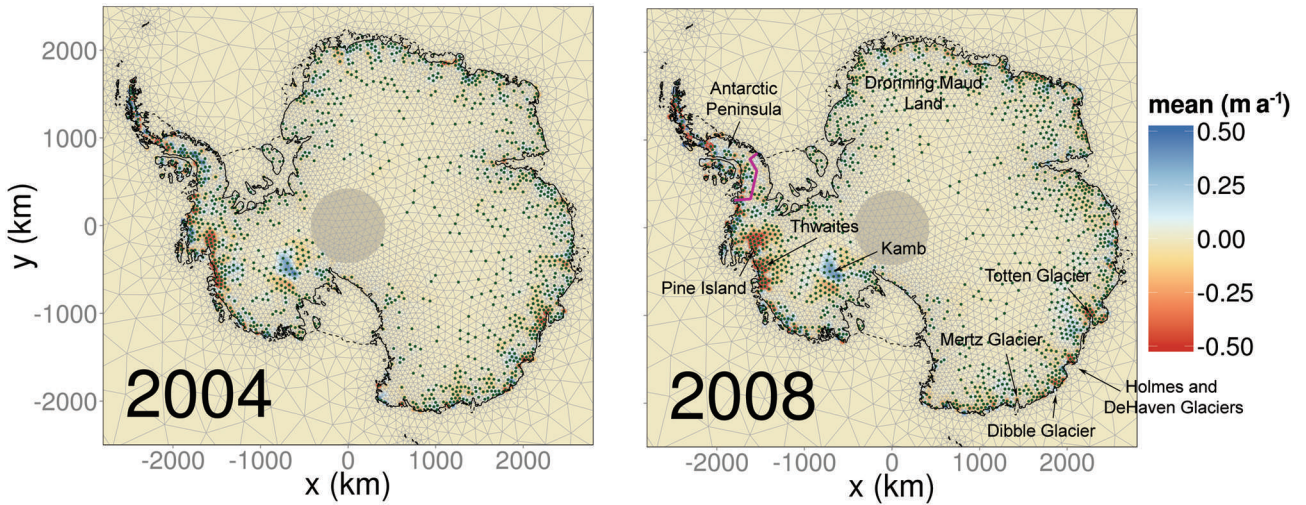 2000
1000
0
-1000
-2000
y (km)
2004
-2000
-1000
0
1000
2000
x (km)
Antarctic
Peninsula
Dronning Maud
Land
Thwaites
Kamb
Pine Island
Totten Glacier
Mertz Glacier
Holmes and
DeHaven Glaciers
Dibble Glacier
2008
-2000
-1000
0
1000
2000
x (km)
mean (m a⁻¹)
0.50
0.25
0.00
-0.25
-0.50